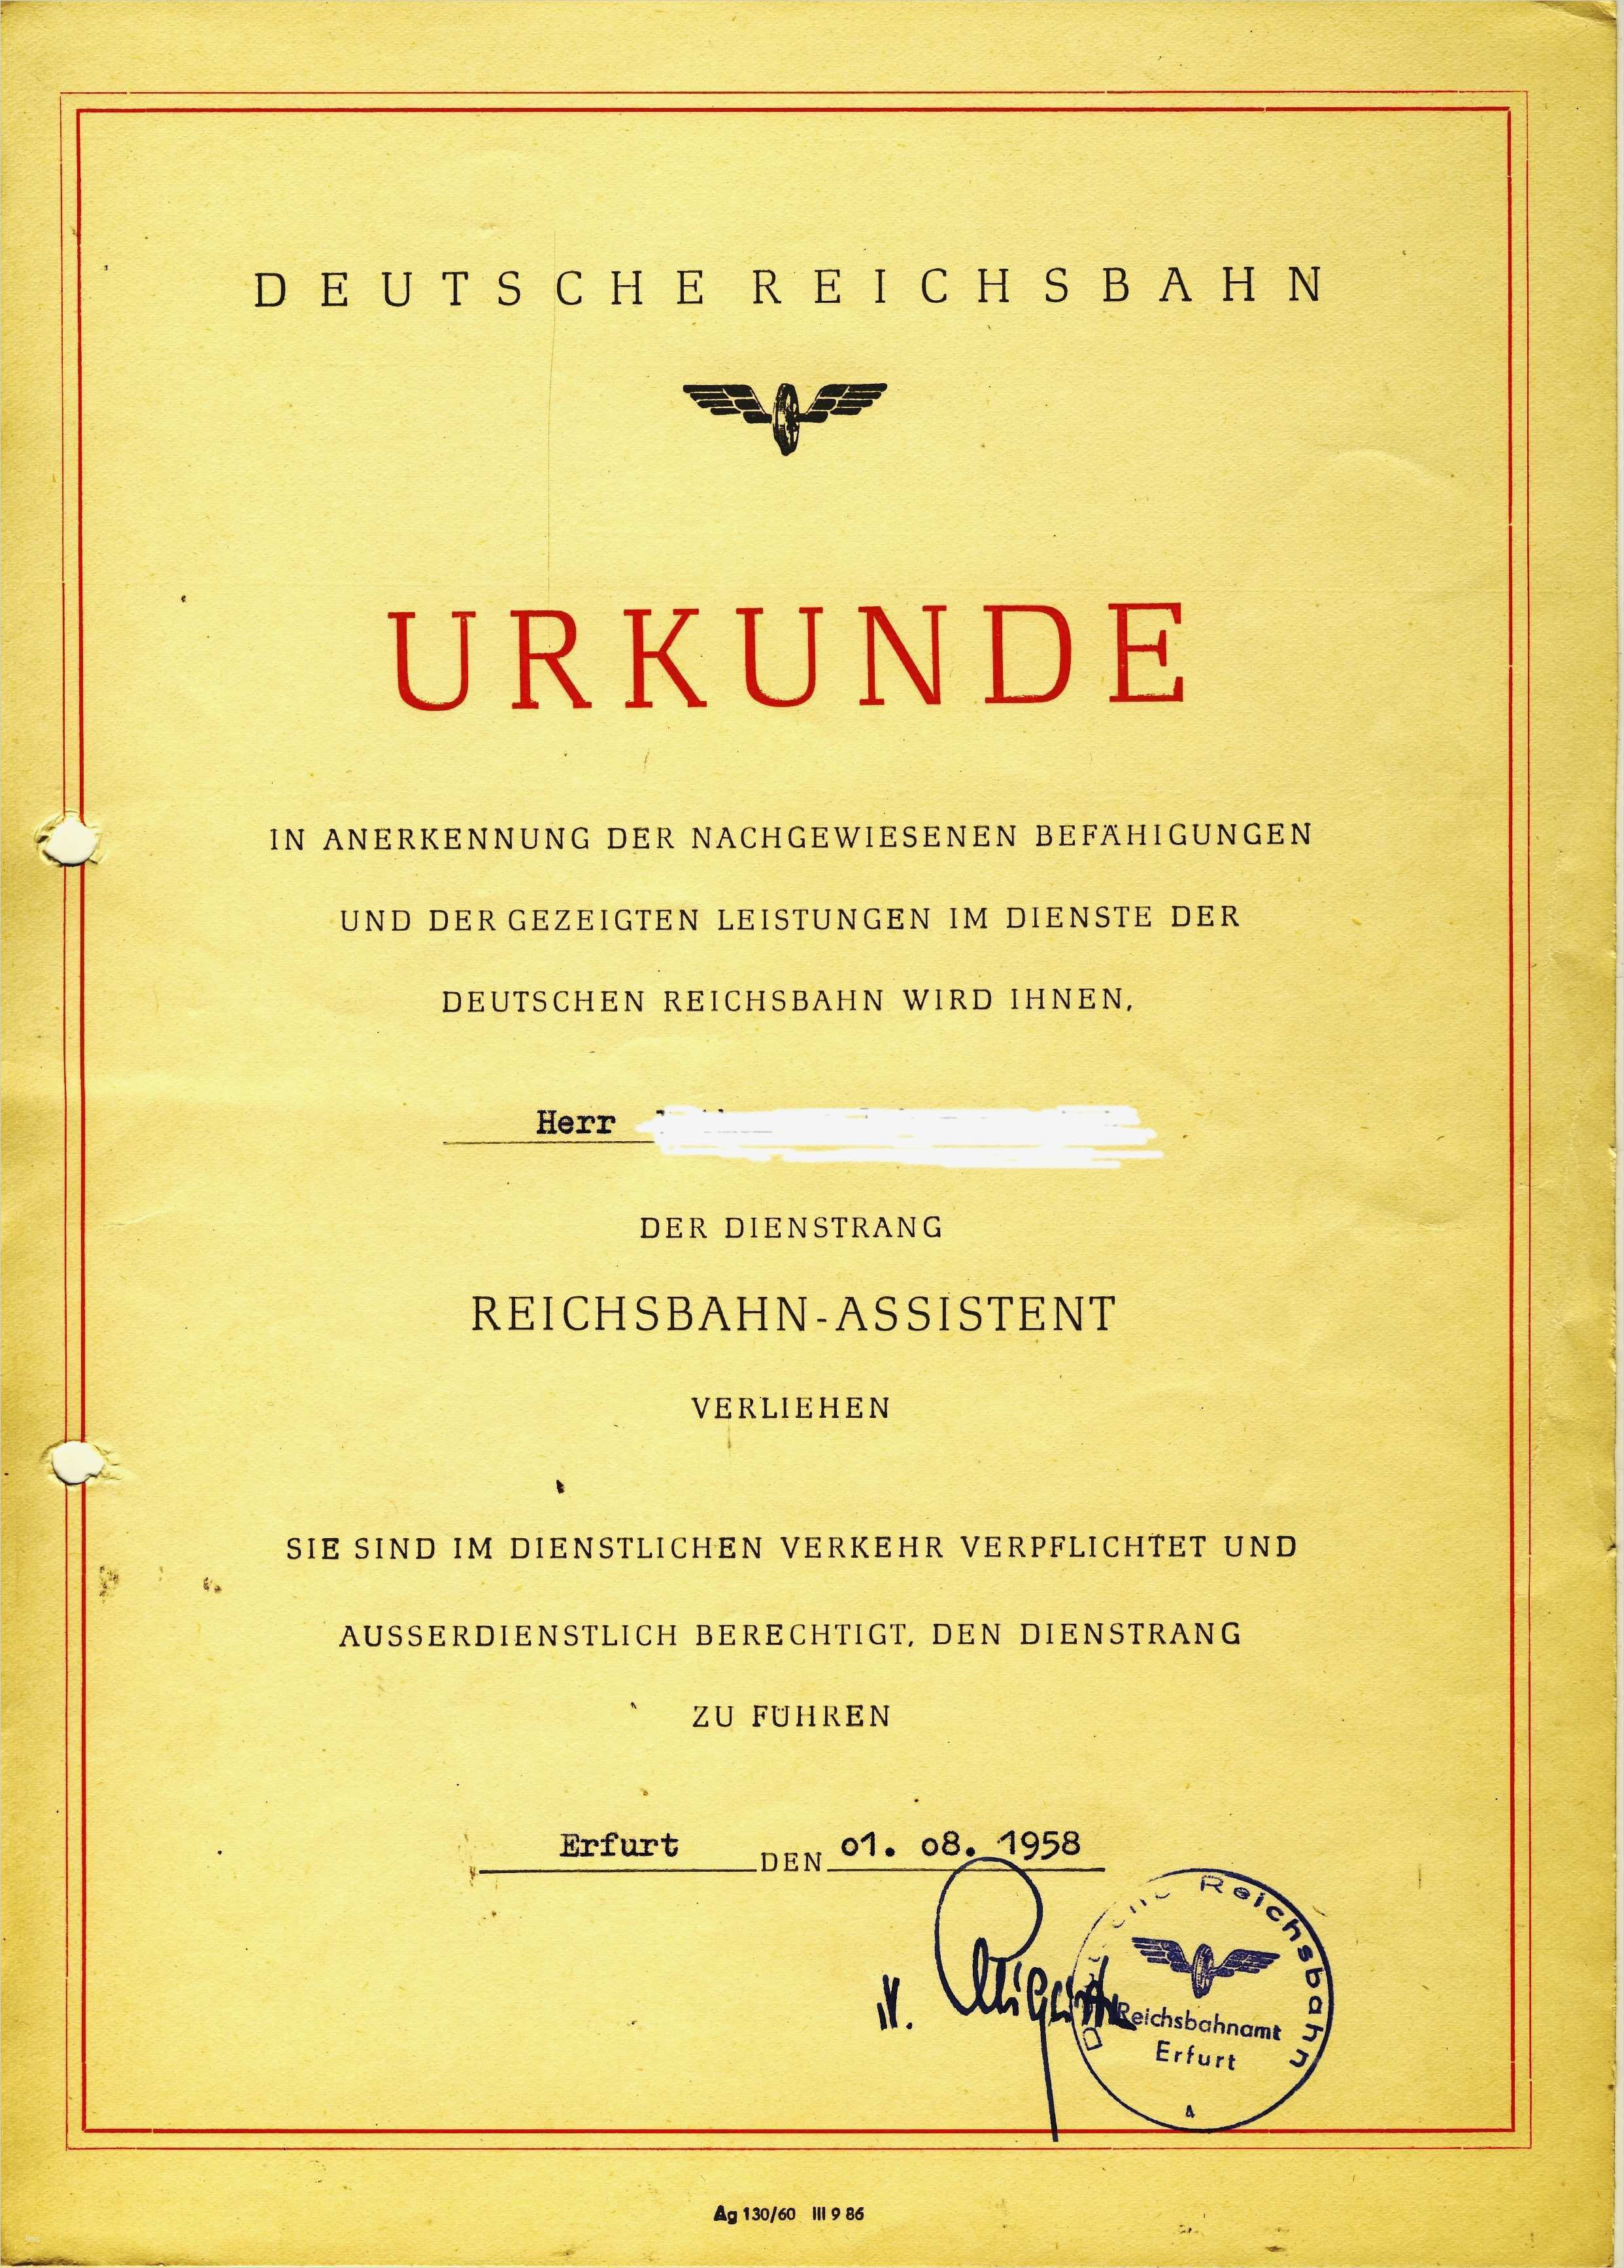 DEUTSCHE REICHSBAHN
URKUNDE
IN ANERKENNUNG DER NACHGEWIESENEN BEFÄHIGUNGEN
UND DER GEZEIGTEN LEISTUNGEN IM DIENSTE DER
DEUTSCHEN REICHSBAHN WIRD IHNEN,
Herr
DER DIENSTRANG
REICHSBAHN-ASSISTENT
VERLIEHEN
SIE SIND IM DIENSTLICHEN VERKEHR VERPFLICHTET UND
AUSSERDIENSTLICH BERECHTIGT, DEN DIENSTRANG
ZU FÜHREN
Erfurt DEN 01. 08. 1958
Reichsbahn
Reichsbahnamt
Erfurt
Ag 130/60 III 9 86